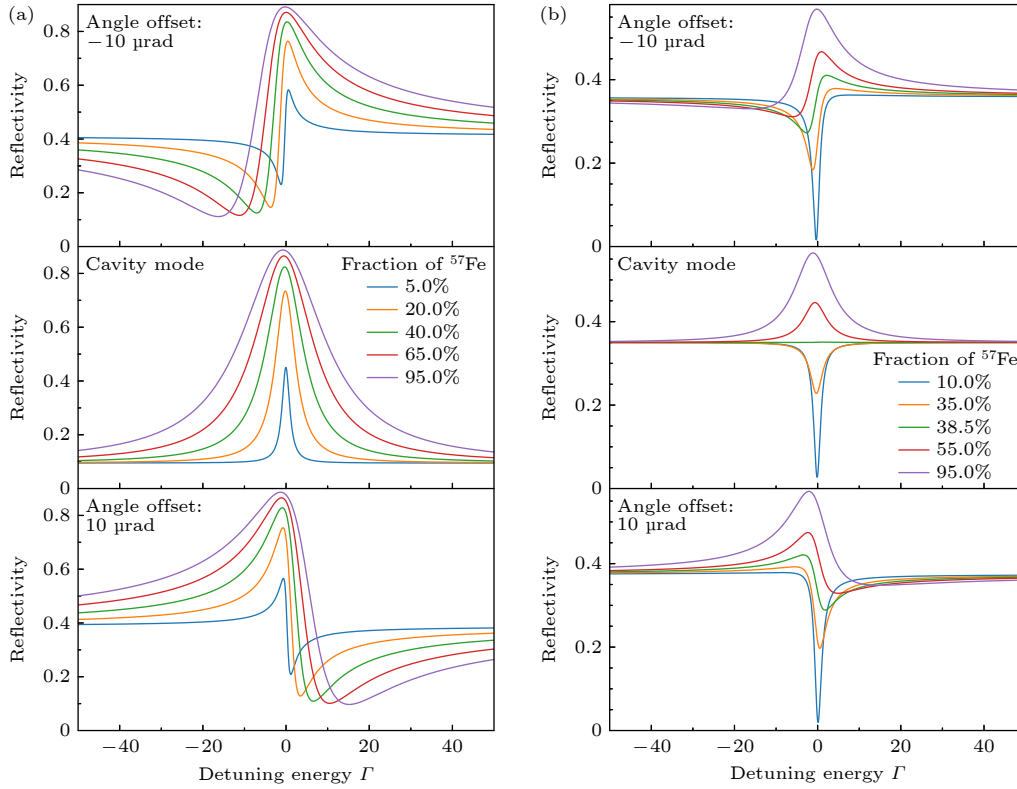 (a)
Angle offset:
−10 μrad
Reflectivity
0.8
0.6
0.4
0.2
0
Cavity mode
Fraction of ⁵⁷Fe
5.0%
20.0%
40.0%
65.0%
95.0%
Reflectivity
0.8
0.6
0.4
0.2
0
Angle offset:
10 μrad
Reflectivity
0.8
0.6
0.4
0.2
0
−40 −20 0 20 40
Detuning energy Γ
(b)
Angle offset:
−10 μrad
Reflectivity
0.4
0.2
0
Cavity mode
Reflectivity
0.4
0.2
0
Fraction of ⁵⁷Fe
10.0%
35.0%
38.5%
55.0%
95.0%
Angle offset:
10 μrad
Reflectivity
0.4
0.2
0
−40 −20 0 20 40
Detuning energy Γ